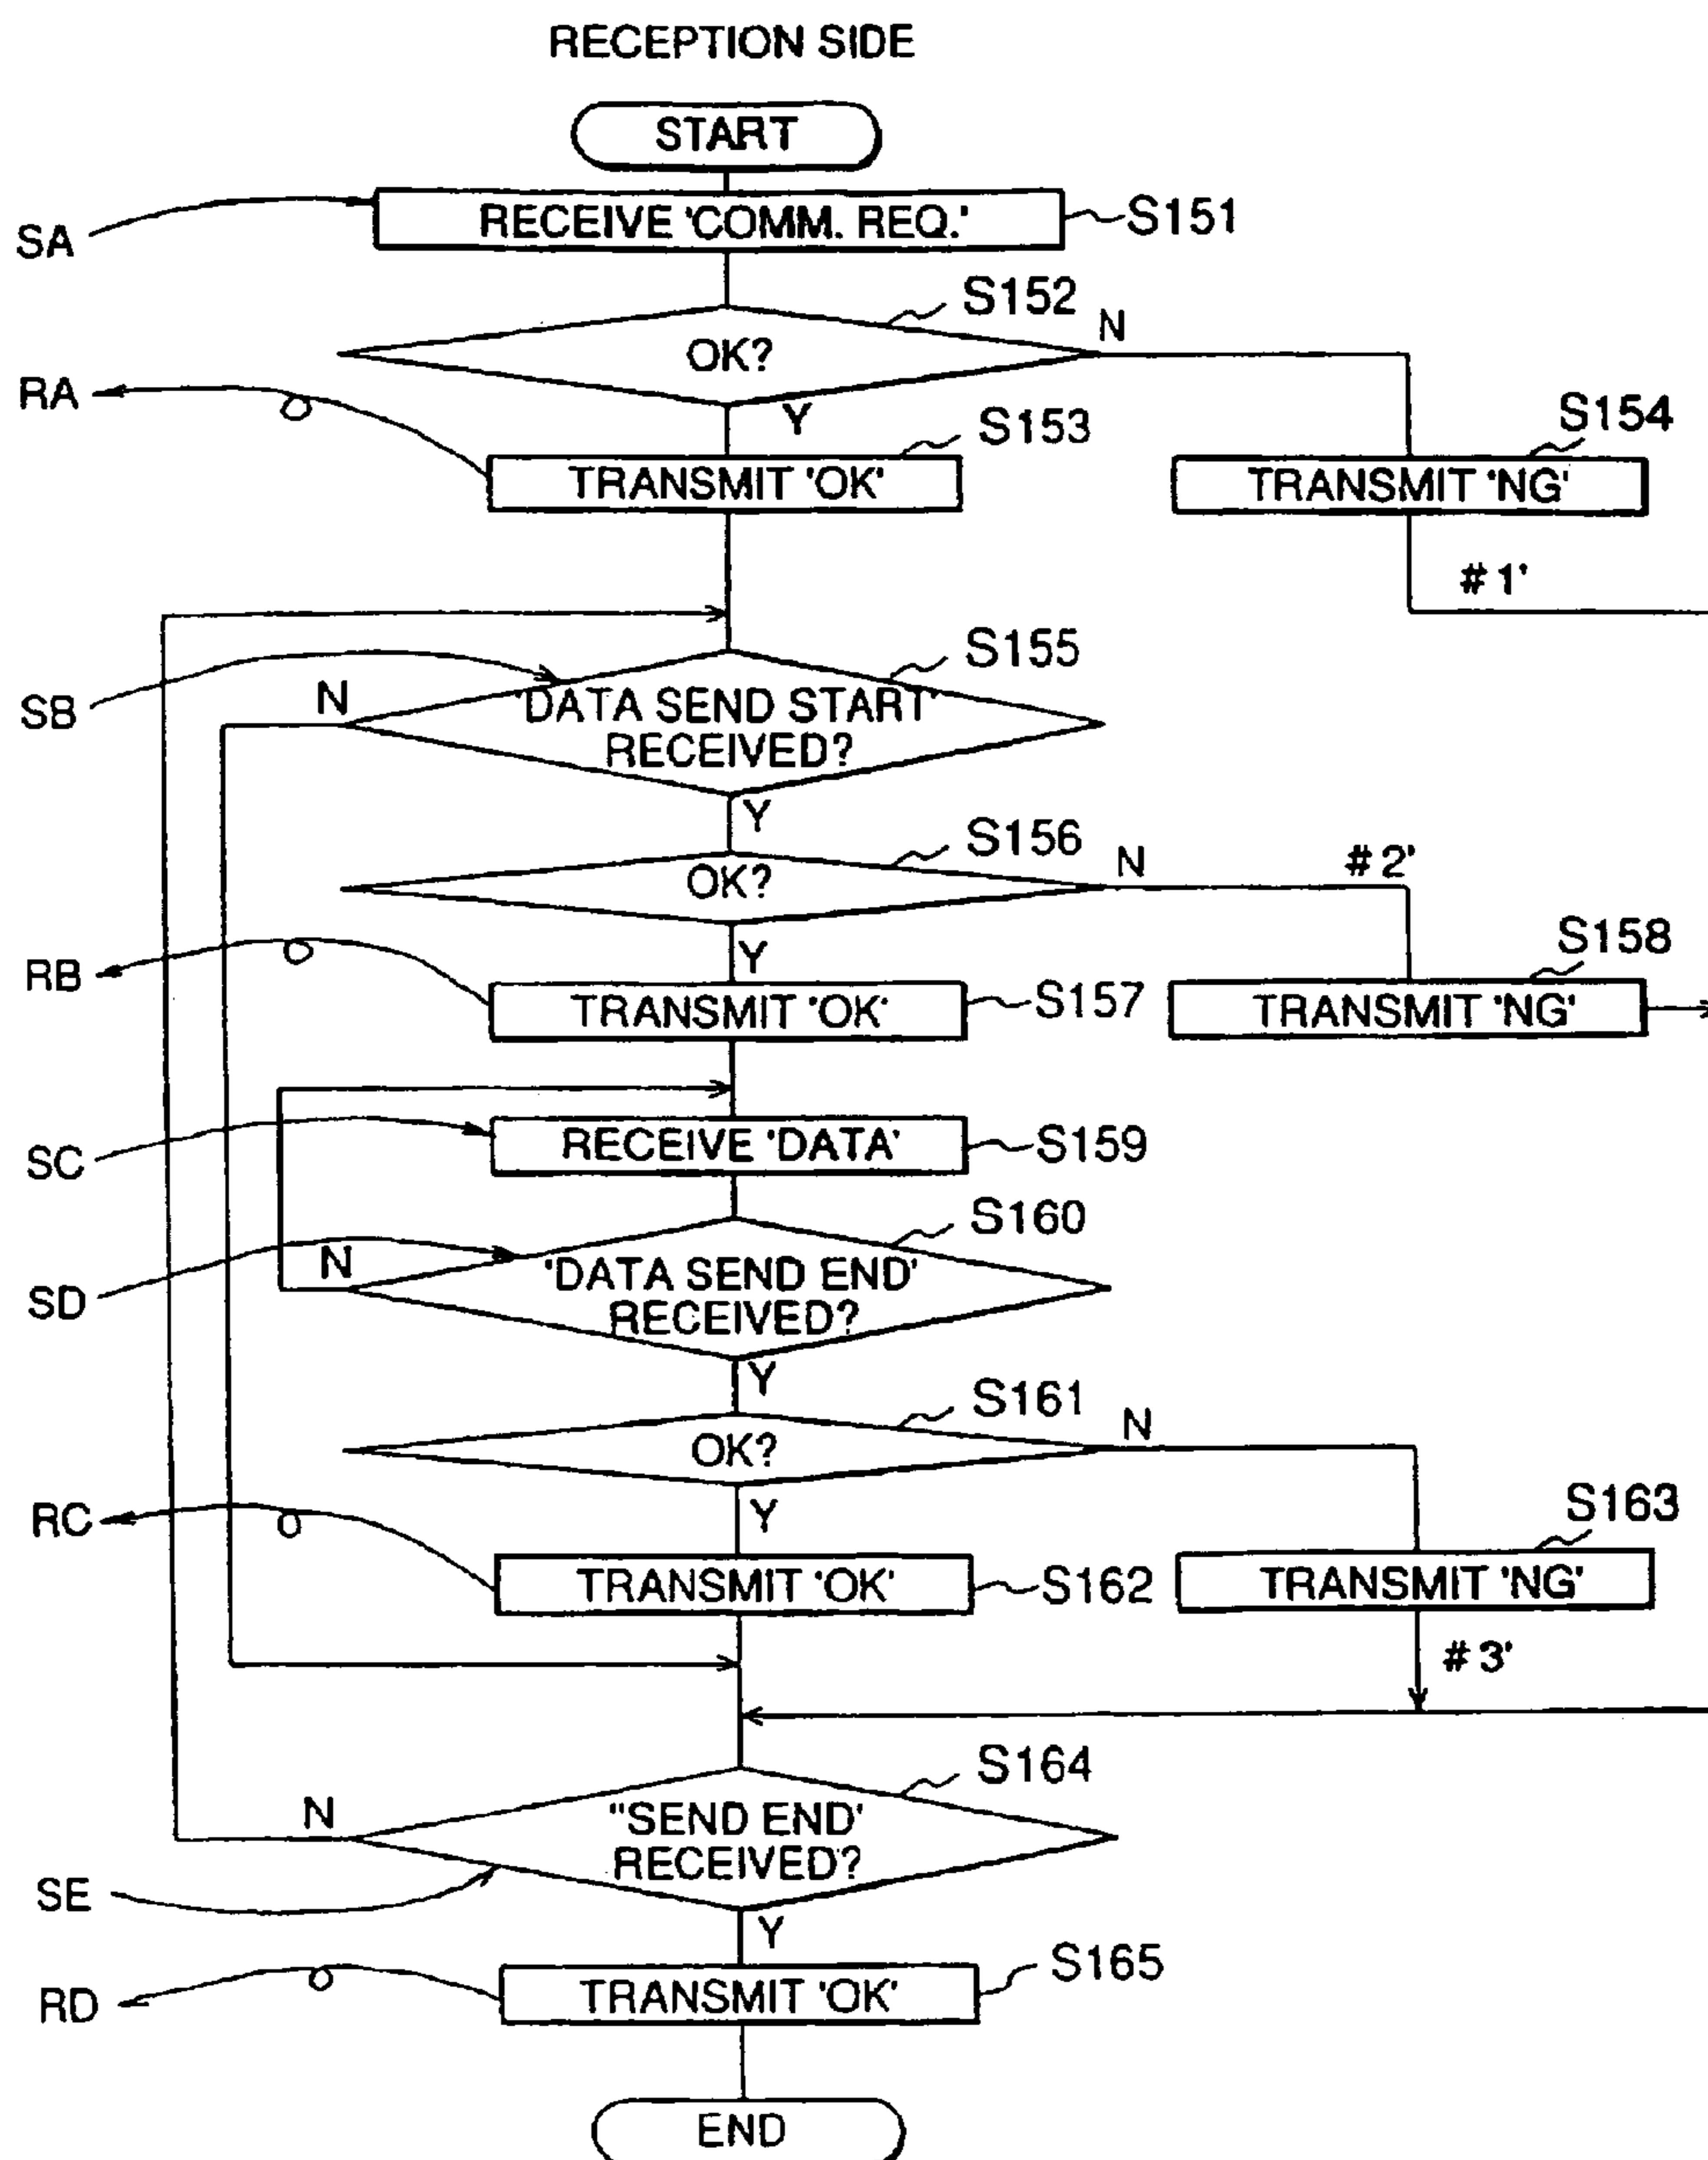 RECEPTION SIDE
START
SA
RECEIVE 'COMM. REQ.'
S151
S152
OK?
N
RA
Y
S153
TRANSMIT 'OK'
S154
TRANSMIT 'NG'
# 1'
S155
SB
N
'DATA SEND START'
RECEIVED?
Y
S156
OK?
N
# 2'
Y
RB
TRANSMIT 'OK'
S157
S158
TRANSMIT 'NG'
SC
RECEIVE 'DATA'
S159
S160
SD
N
'DATA SEND END'
RECEIVED?
Y
S161
OK?
N
Y
RC
TRANSMIT 'OK'
S162
S163
TRANSMIT 'NG'
# 3'
S164
N
"SEND END'
RECEIVED?
SE
Y
S165
RD
TRANSMIT 'OK'
END